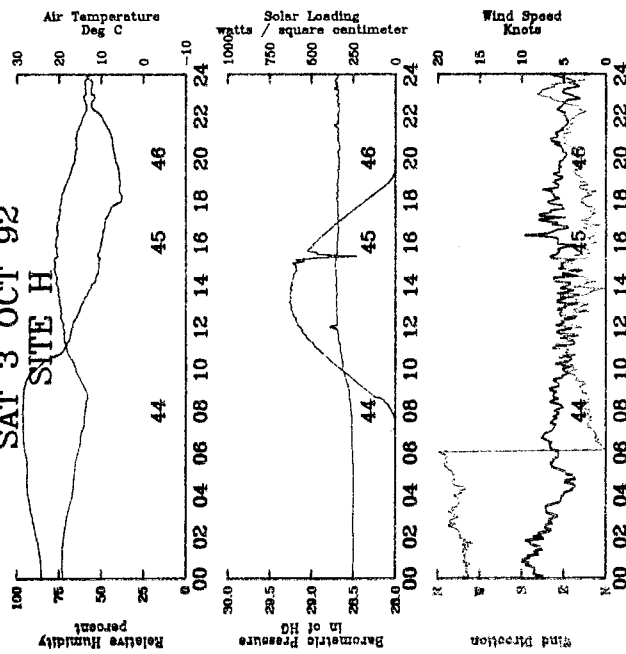 SAT 3 OCT 92
SITE H
Air Temperature
Deg C
30 20 10 0 -10
100 75 50 25 0
Relative Humidity
percent
44 45 46
00 02 04 06 08 10 12 14 16 18 20 22 24
Solar Loading
watts / square centimeter
1000 750 500 250 0
30.0 29.5 29.0 28.5 28.0
Barometric Pressure
in of HG
44 45 46
00 02 04 06 08 10 12 14 16 18 20 22 24
Wind Speed
Knots
20 15 10 5 0
N W S E N
Wind Direction
44 45 46
00 02 04 06 08 10 12 14 16 18 20 22 24